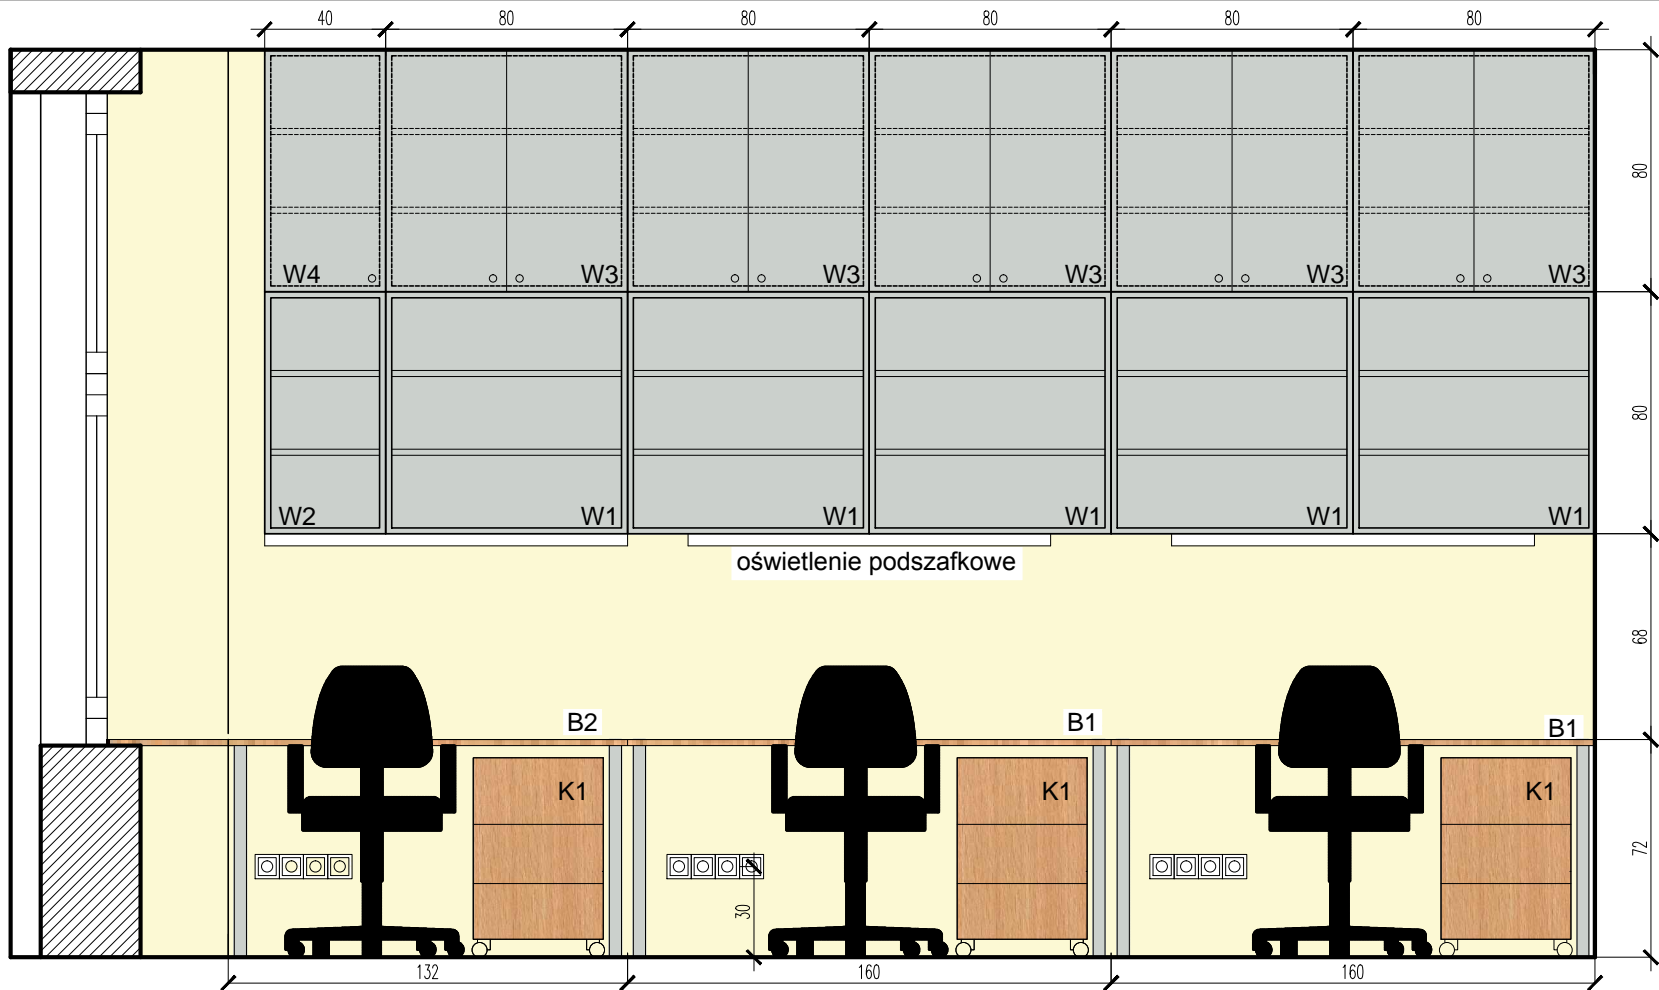 40 80 80 80 80 80
80
W4 W3 W3 W3 W3 W3
80
W2 W1 W1 W1 W1 W1
oświetlenie podszafkowe
68
B2 B1 B1
K1 K1 K1
72
30
132 160 160